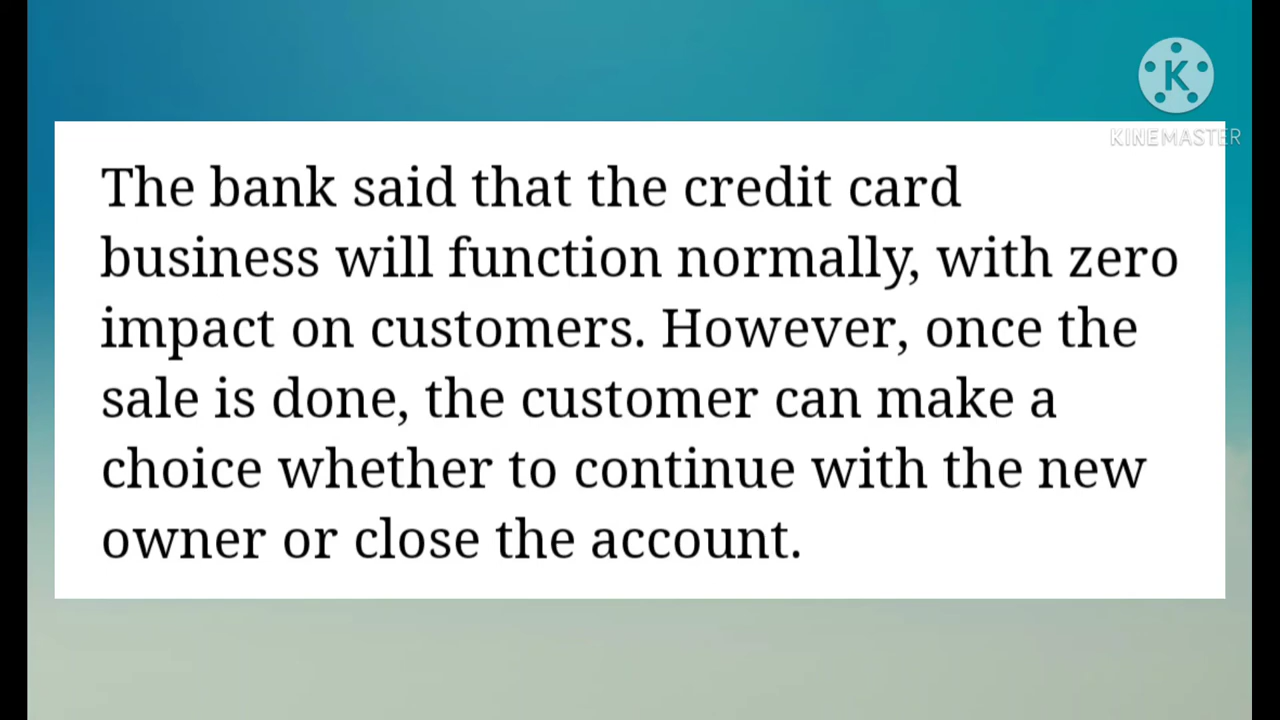 K
KINEMASTER
The bank said that the credit card
business will function normally, with zero
impact on customers. However, once the
sale is done, the customer can make a
choice whether to continue with the new
owner or close the account.